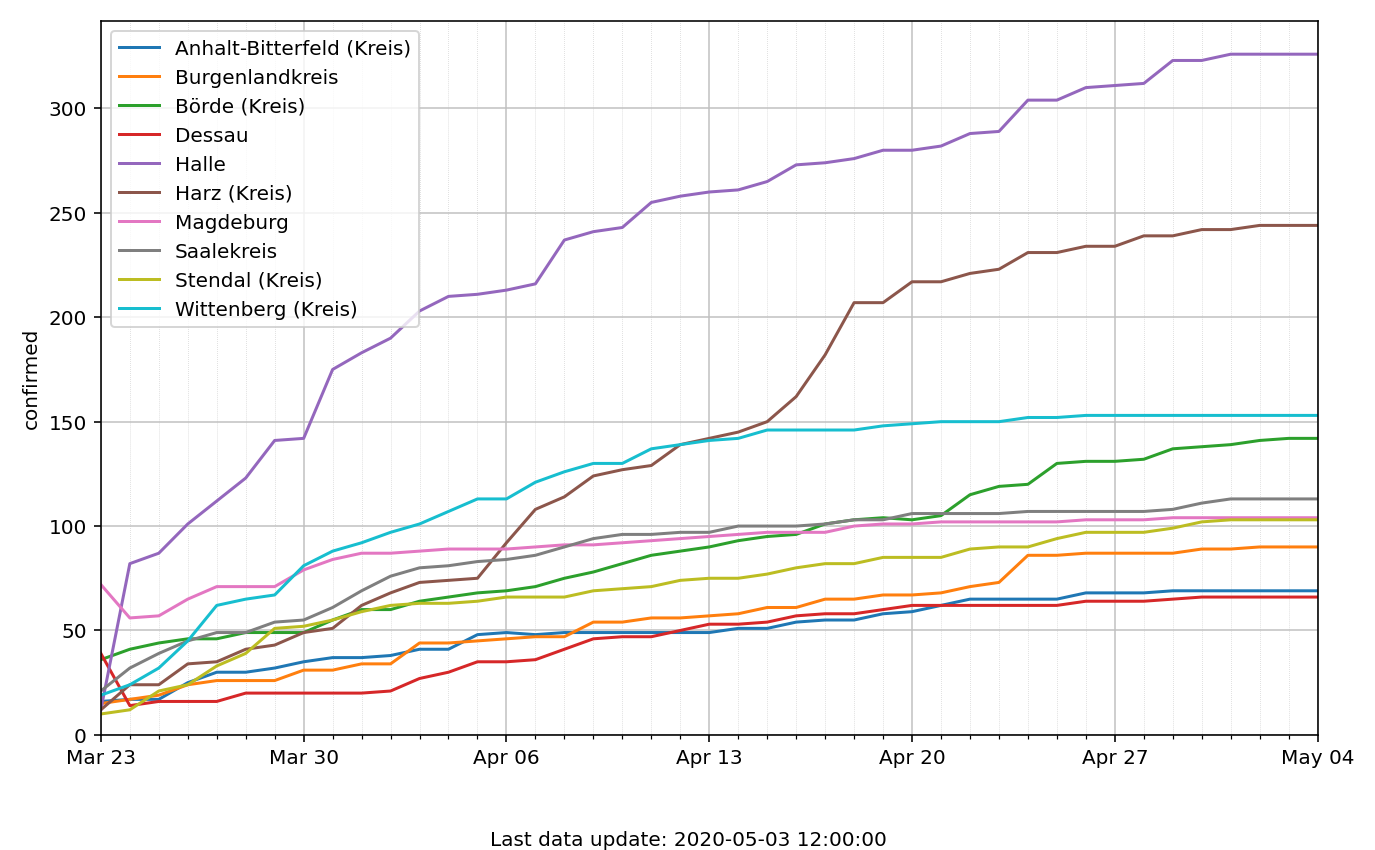 Anhalt-Bitterfeld (Kreis)
Burgenlandkreis
Börde (Kreis)
Dessau
Halle
Harz (Kreis)
Magdeburg
Saalekreis
Stendal (Kreis)
Wittenberg (Kreis)
300
250
200
150
100
50
0
confirmed
Mar 23 Mar 30 Apr 06 Apr 13 Apr 20 Apr 27 May 04
Last data update: 2020-05-03 12:00:00